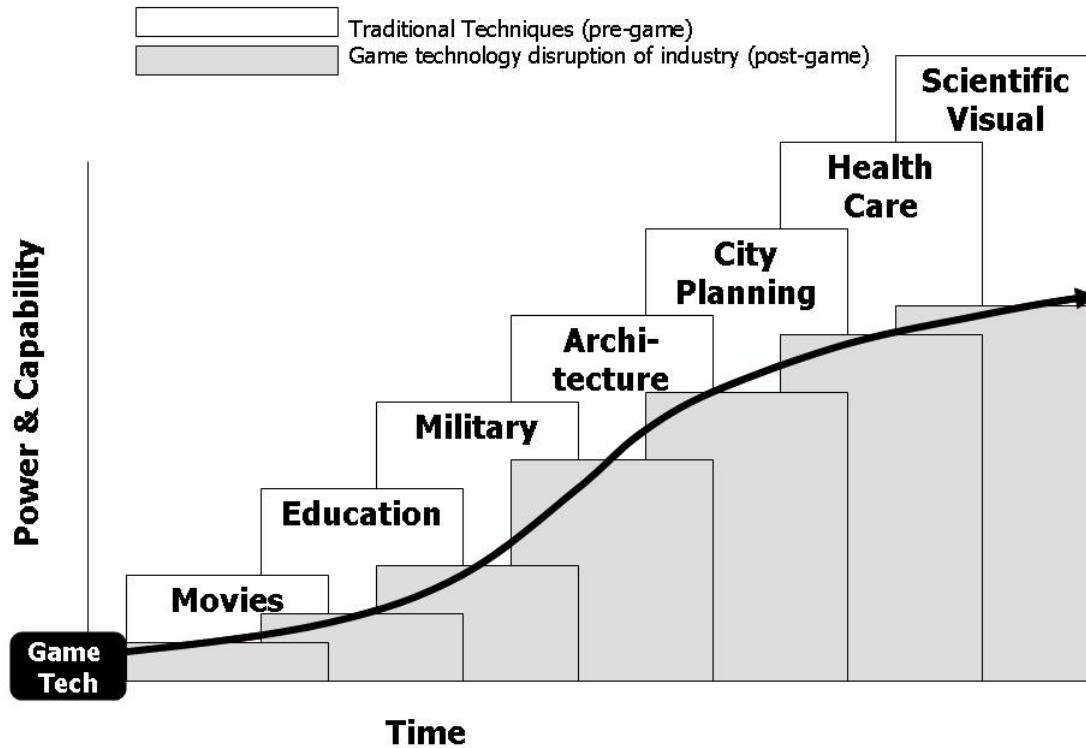 Traditional Techniques (pre-game)
Game technology disruption of industry (post-game)
Scientific
Visual
Health
Care
City
Planning
Archi-
tecture
Military
Education
Movies
Power & Capability
Game
Tech
Time